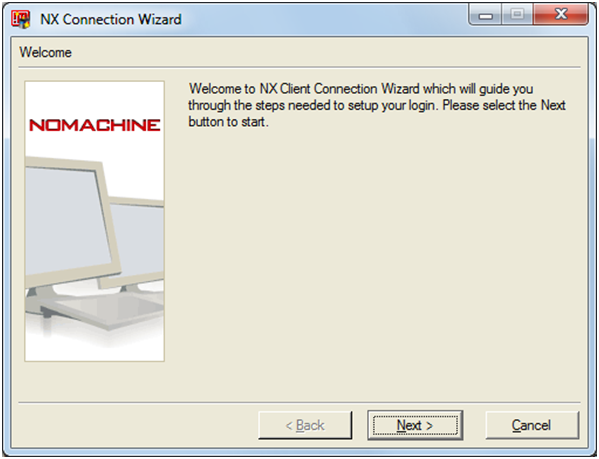 NX Connection Wizard
Welcome
NOMACHINE
Welcome to NX Client Connection Wizard which will guide you
through the steps needed to setup your login. Please select the Next
button to start.
< Back
Next >
Cancel